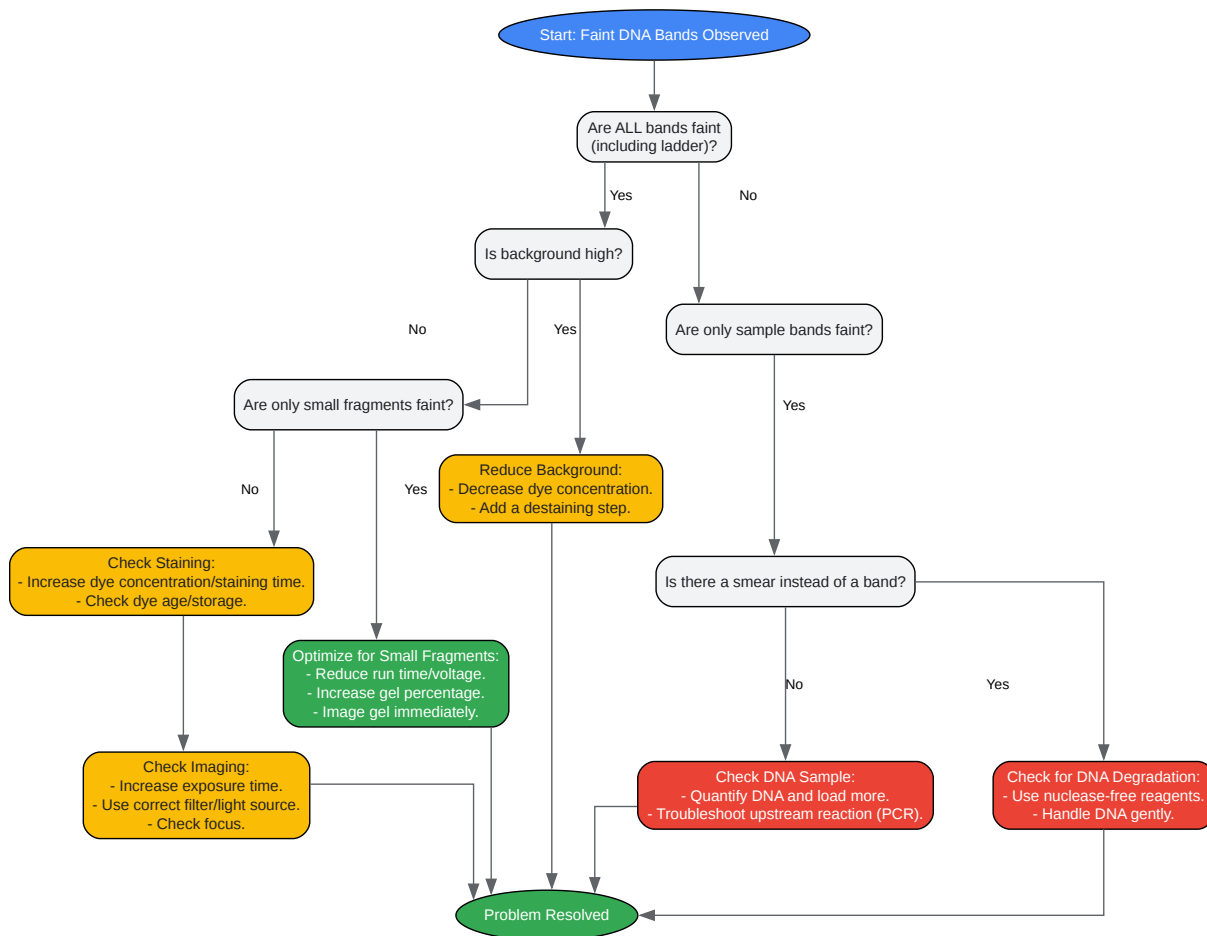 Start: Faint DNA Bands Observed
Are ALL bands faint
(including ladder)?
Yes
No
Is background high?
Are only sample bands faint?
No
Yes
Are only small fragments faint?
Yes
Reduce Background:
- Decrease dye concentration.
- Add a destaining step.
No
Yes
Check Staining:
- Increase dye concentration/staining time.
- Check dye age/storage.
Is there a smear instead of a band?
Optimize for Small Fragments:
- Reduce run time/voltage.
- Increase gel percentage.
- Image gel immediately.
No
Yes
Check Imaging:
- Increase exposure time.
- Use correct filter/light source.
- Check focus.
Check DNA Sample:
- Quantify DNA and load more.
- Troubleshoot upstream reaction (PCR).
Check for DNA Degradation:
- Use nuclease-free reagents.
- Handle DNA gently.
Problem Resolved